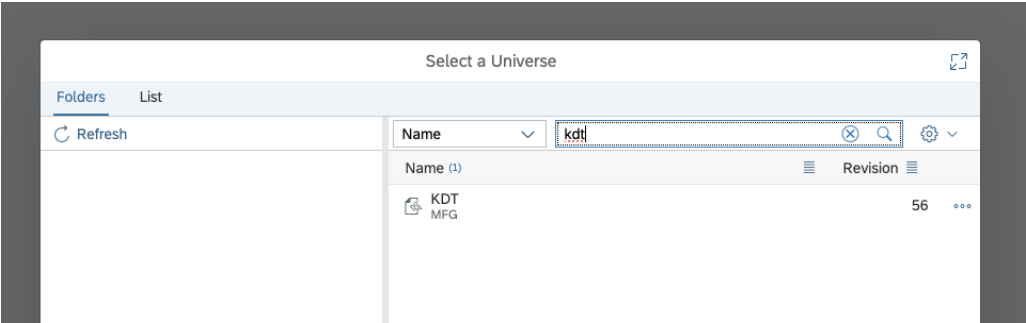 Select a Universe
Folders List
Refresh
Name kdt
Name (1) Revision
KDT 56
MFG